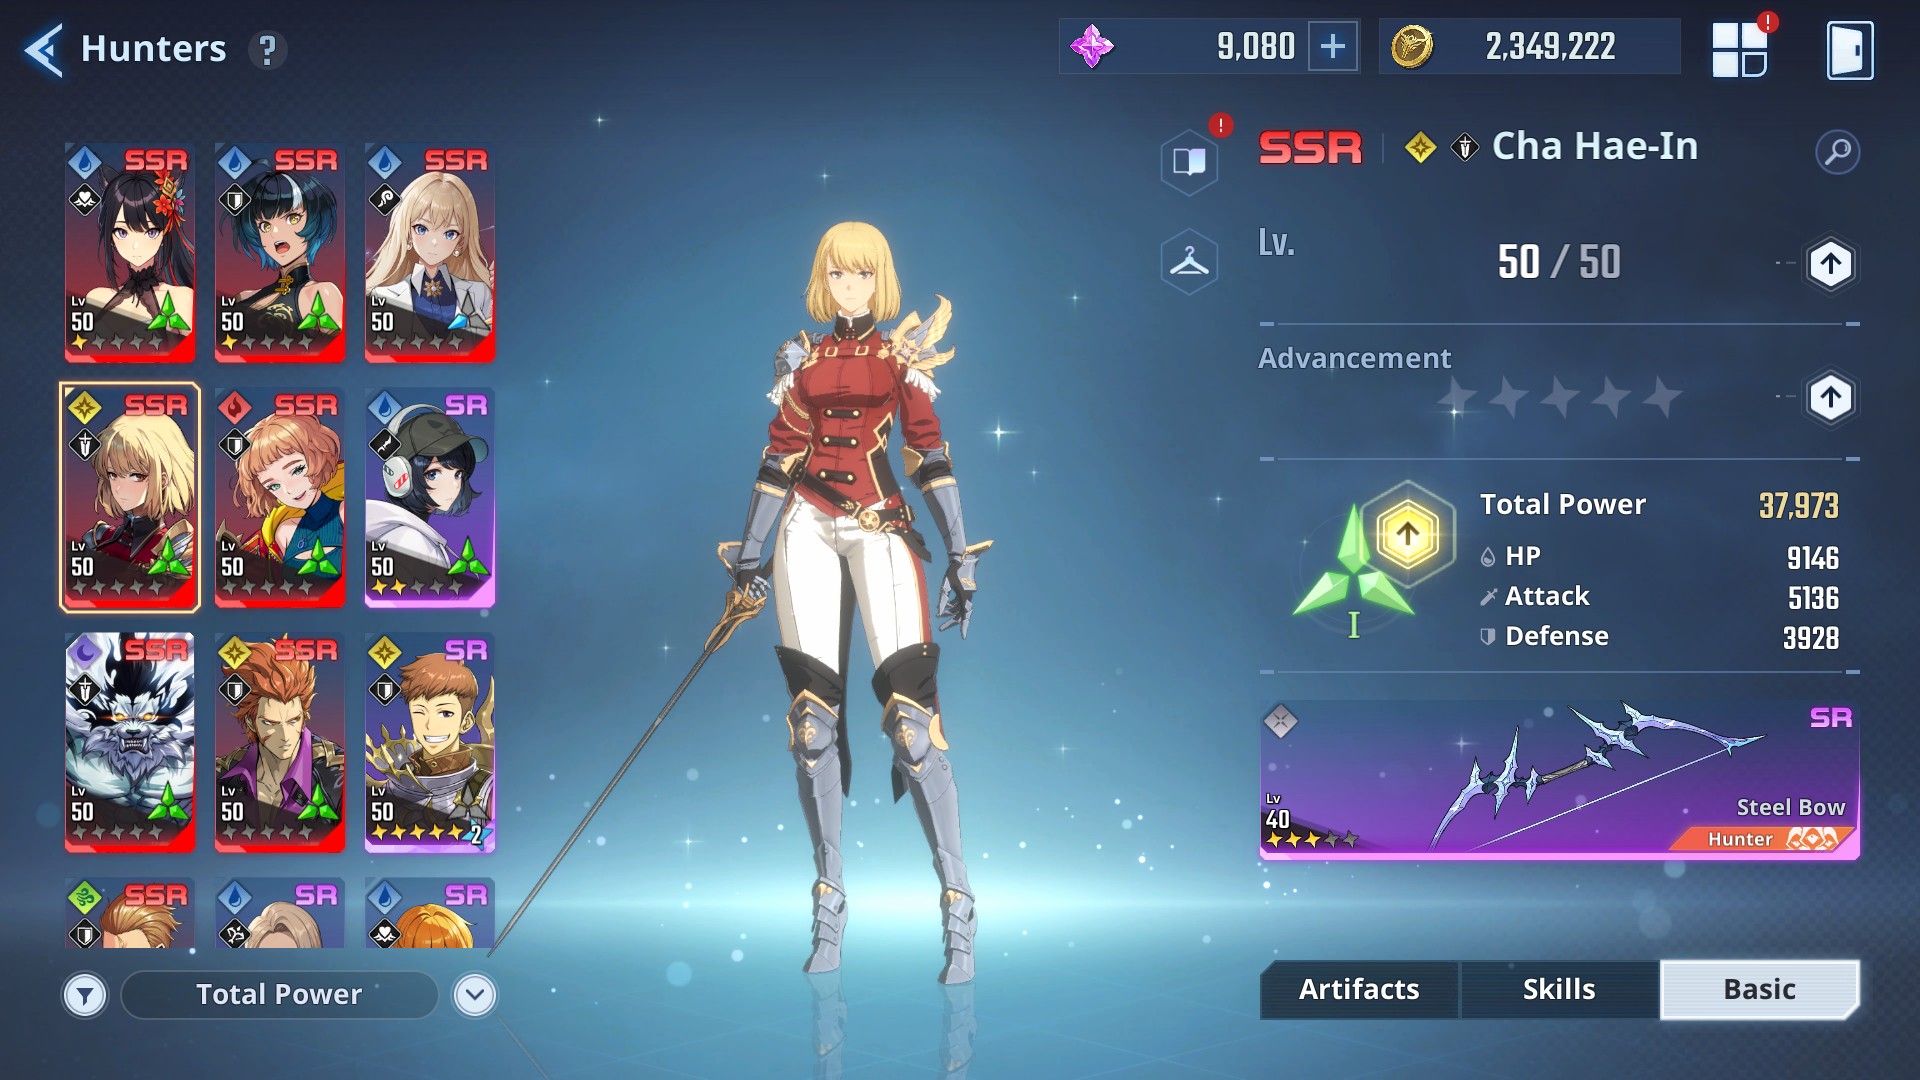 Hunters ?
9,080 +
2,349,222
!
SSR
Lv
50
SSR
Lv
50
SSR
Lv
50
SSR
Lv
50
SSR
Lv
50
SR
Lv
50
SSR
Lv
50
SSR
Lv
50
SR
Lv
50
2
SSR
SR
SR
Total Power
!
SSR Cha Hae-In
Lv. 50 / 50
Advancement
I
Total Power 37,973
HP 9146
Attack 5136
Defense 3928
SR
Lv
40
Steel Bow
Hunter
Artifacts Skills Basic